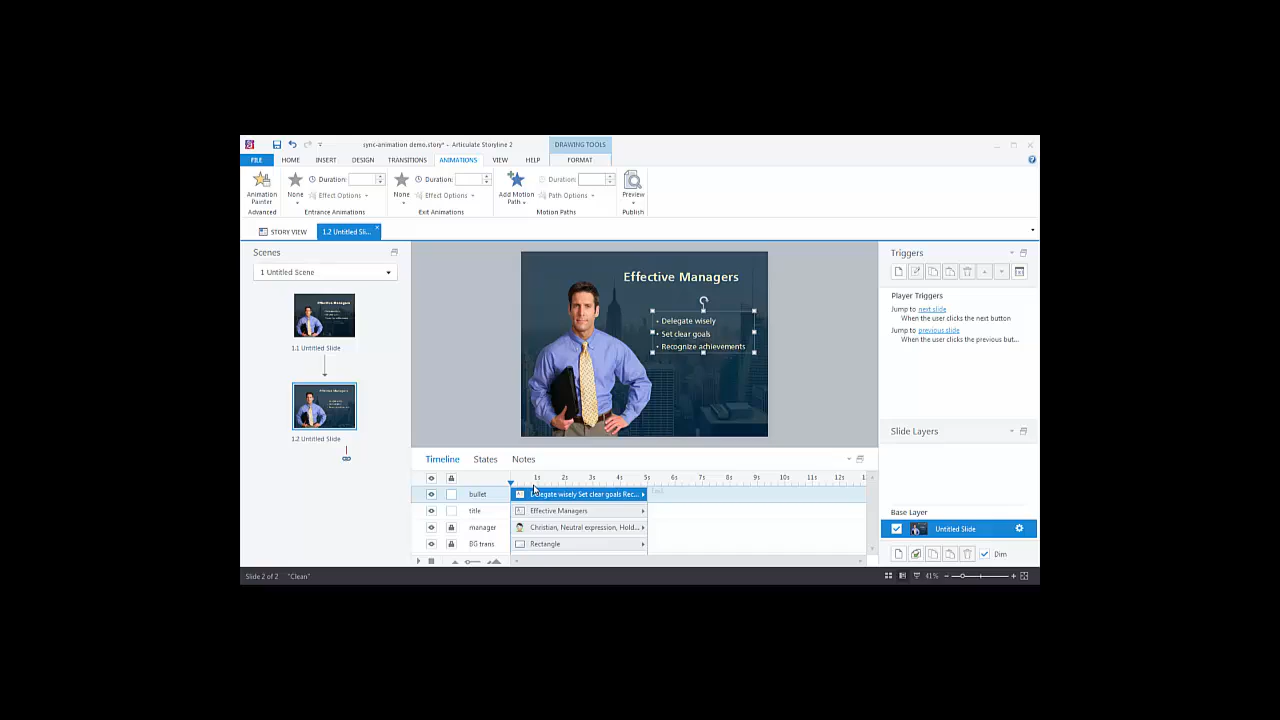 sync-animation demo.story* - Articulate Storyline 2
DRAWING TOOLS
FILE HOME INSERT DESIGN TRANSITIONS ANIMATIONS VIEW HELP FORMAT
Animation Painter
None
Duration:
Effect Options
None
Duration:
Effect Options
Add Motion Path
Duration:
Path Options
Preview
Advanced Entrance Animations Exit Animations Motion Paths Publish
STORY VIEW 1.2 Untitled Sli...
Scenes
1 Untitled Scene
1.1 Untitled Slide
1.2 Untitled Slide
Effective Managers
• Delegate wisely
• Set clear goals
• Recognize achievements
Triggers
Player Triggers
Jump to next slide
When the user clicks the next button
Jump to previous slide
When the user clicks the previous but...
Timeline States Notes
1s 2s 3s 4s 5s 6s 7s 8s 9s 10s 11s 12s 1
bullet Delegate wisely Set clear goals Rec...
title Effective Managers
manager Christian, Neutral expression, Hold...
BG trans Rectangle
Slide Layers
Base Layer
Untitled Slide
Dim
Slide 2 of 2 "Clean" 41%